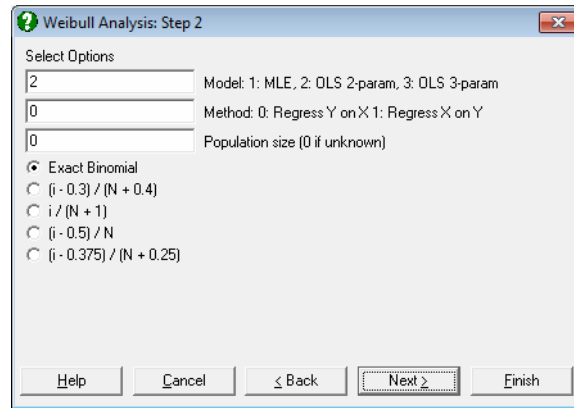 Weibull Analysis: Step 2
Select Options
2 Model: 1: MLE, 2: OLS 2-param, 3: OLS 3-param
0 Method: 0: Regress Y on X 1: Regress X on Y
0 Population size (0 if unknown)
Exact Binomial
(i - 0.3) / (N + 0.4)
i / (N + 1)
(i - 0.5) / N
(i - 0.375) / (N + 0.25)
Help Cancel < Back Next > Finish